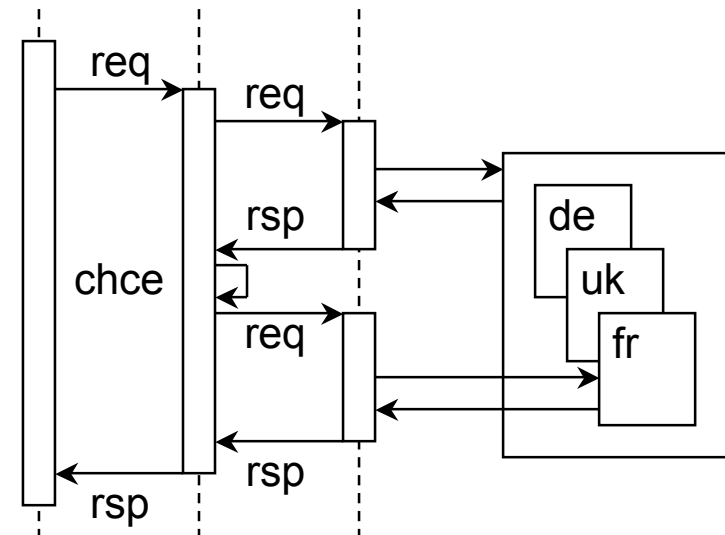 req
req
rsp
de
chce
uk
req
fr
rsp
rsp